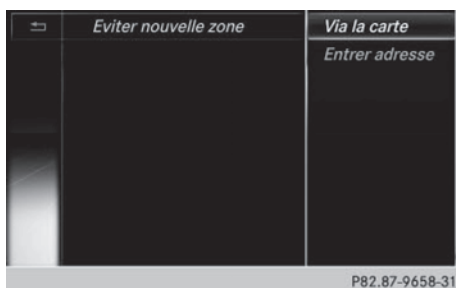 Eviter nouvelle zone
Via la carte
Entrer adresse
P82.87-9658-31